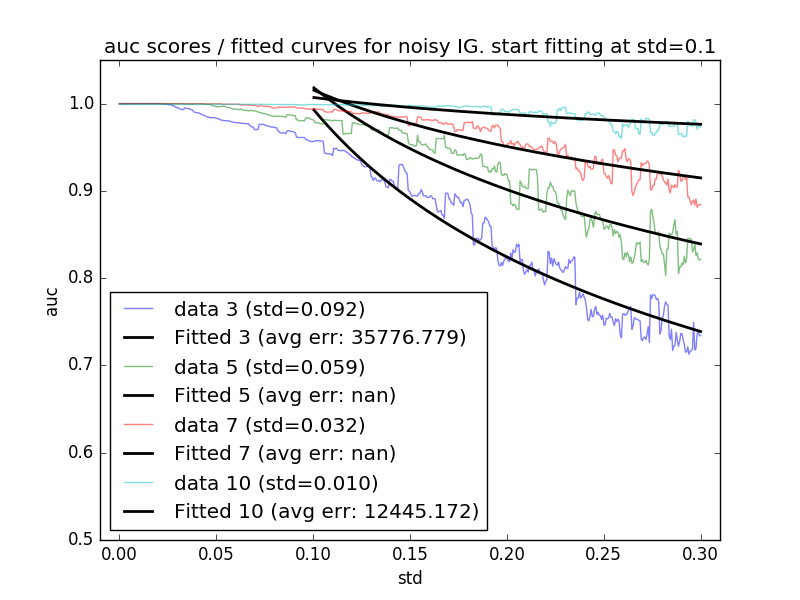 auc scores / fitted curves for noisy IG. start fitting at std=0.1
1.0
0.9
0.8
0.7
0.6
0.5
auc
data 3 (std=0.092)
Fitted 3 (avg err: 35776.779)
data 5 (std=0.059)
Fitted 5 (avg err: nan)
data 7 (std=0.032)
Fitted 7 (avg err: nan)
data 10 (std=0.010)
Fitted 10 (avg err: 12445.172)
0.00 0.05 0.10 0.15 0.20 0.25 0.30
std